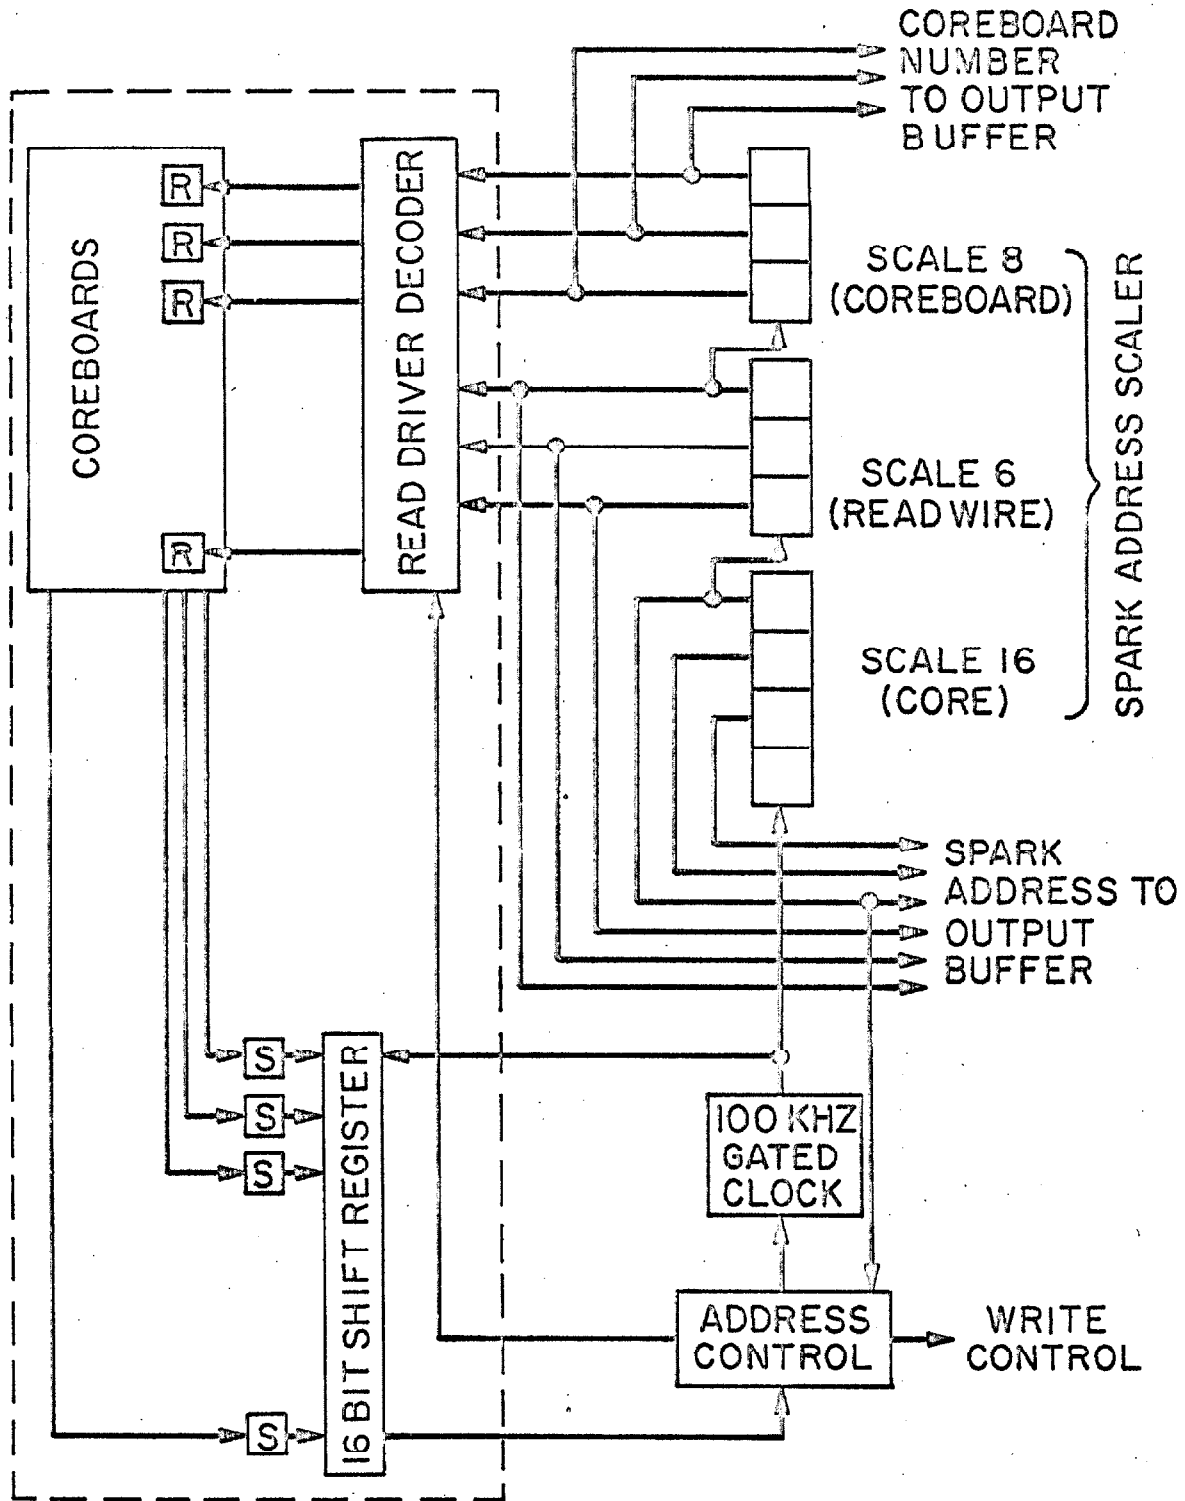 COREBOARD
NUMBER
TO OUTPUT
BUFFER
COREBOARDS
R
R
R
R
READ DRIVER DECODER
SCALE 8
(COREBOARD)
SCALE 6
(READ WIRE)
SCALE 16
(CORE)
SPARK ADDRESS SCALER
SPARK
ADDRESS TO
OUTPUT
BUFFER
S
S
S
S
16 BIT SHIFT REGISTER
100 KHZ
GATED
CLOCK
ADDRESS
CONTROL
WRITE
CONTROL